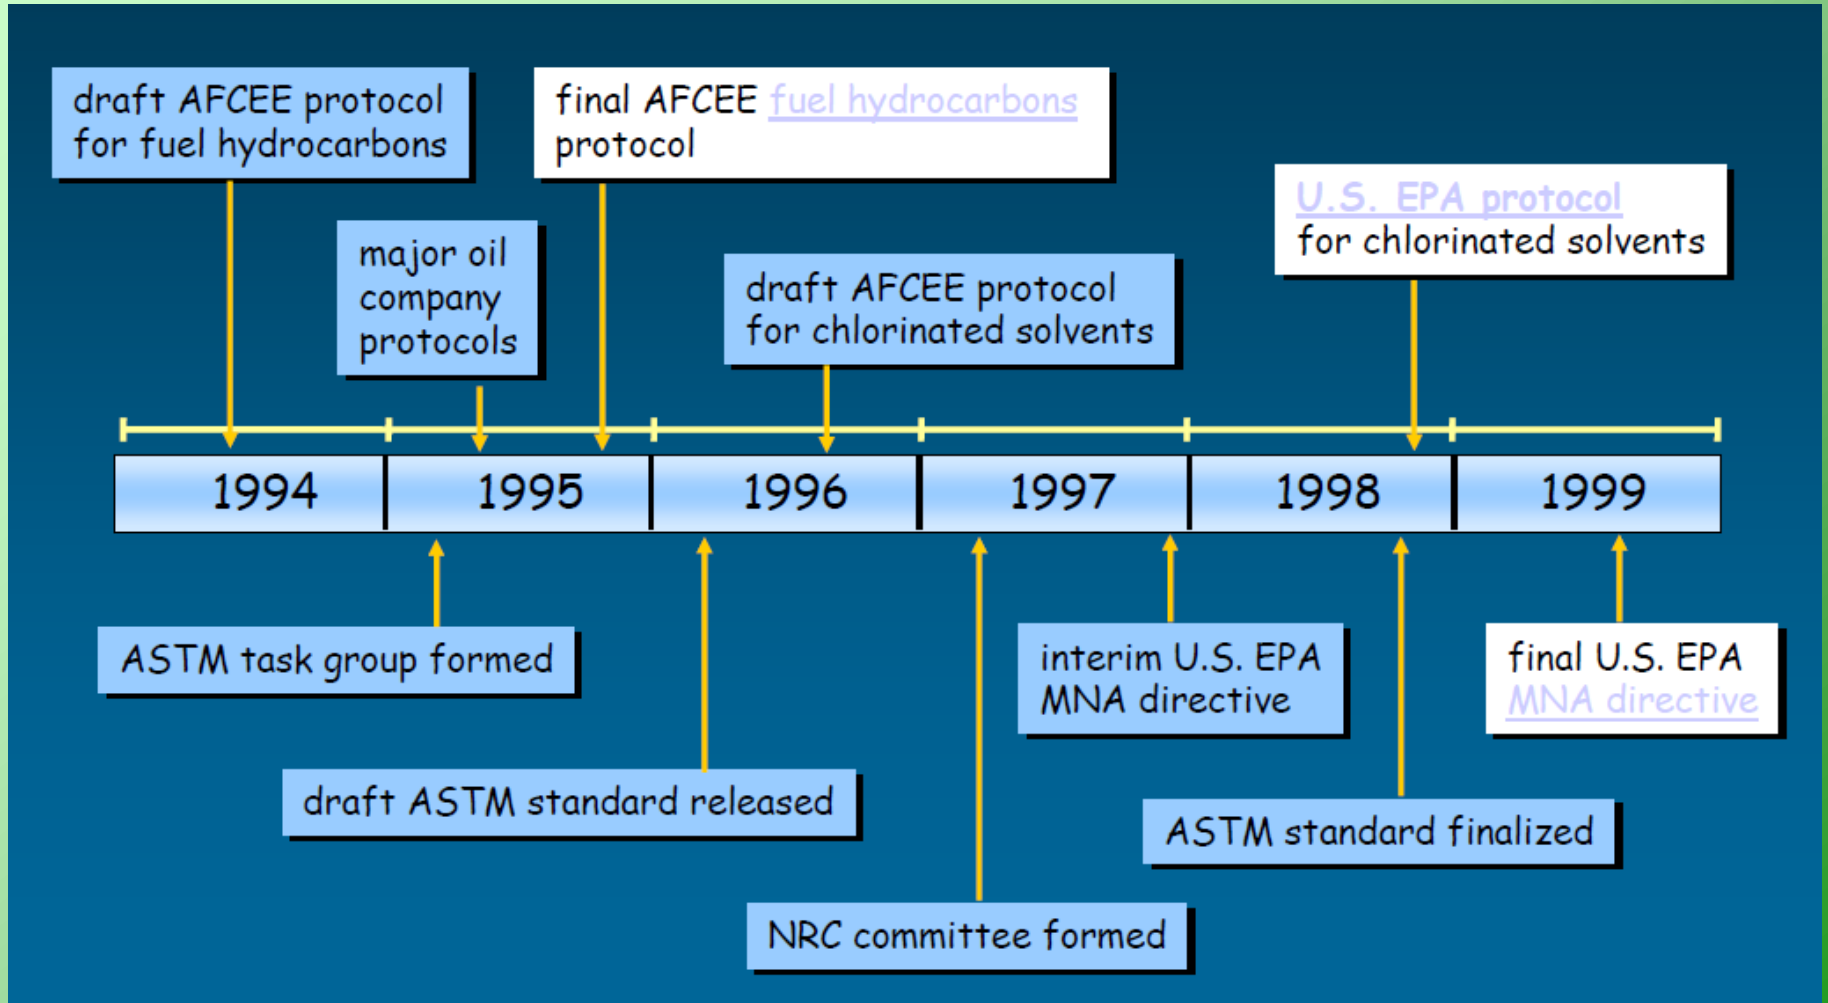 draft AFCEE protocol
for fuel hydrocarbons
final AFCEE fuel hydrocarbons
protocol
major oil
company
protocols
draft AFCEE protocol
for chlorinated solvents
U.S. EPA protocol
for chlorinated solvents
1994
1995
1996
1997
1998
1999
ASTM task group formed
draft ASTM standard released
NRC committee formed
interim U.S. EPA
MNA directive
ASTM standard finalized
final U.S. EPA
MNA directive